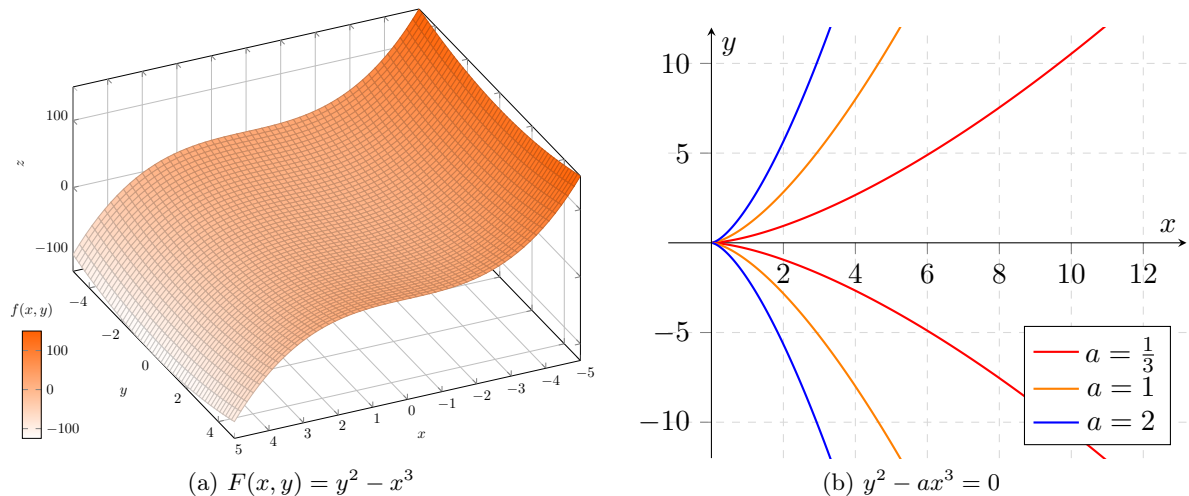 100
0
−100
z
−4
−2
0
2
4
y
5
4
3
2
1
0
−1
−2
−3
−4
−5
x
f(x, y)
100
0
−100
(a) F(x, y) = y² − x³
y
x
10
5
−5
−10
2
4
6
8
10
12
a = 1/3
a = 1
a = 2
(b) y² − ax³ = 0